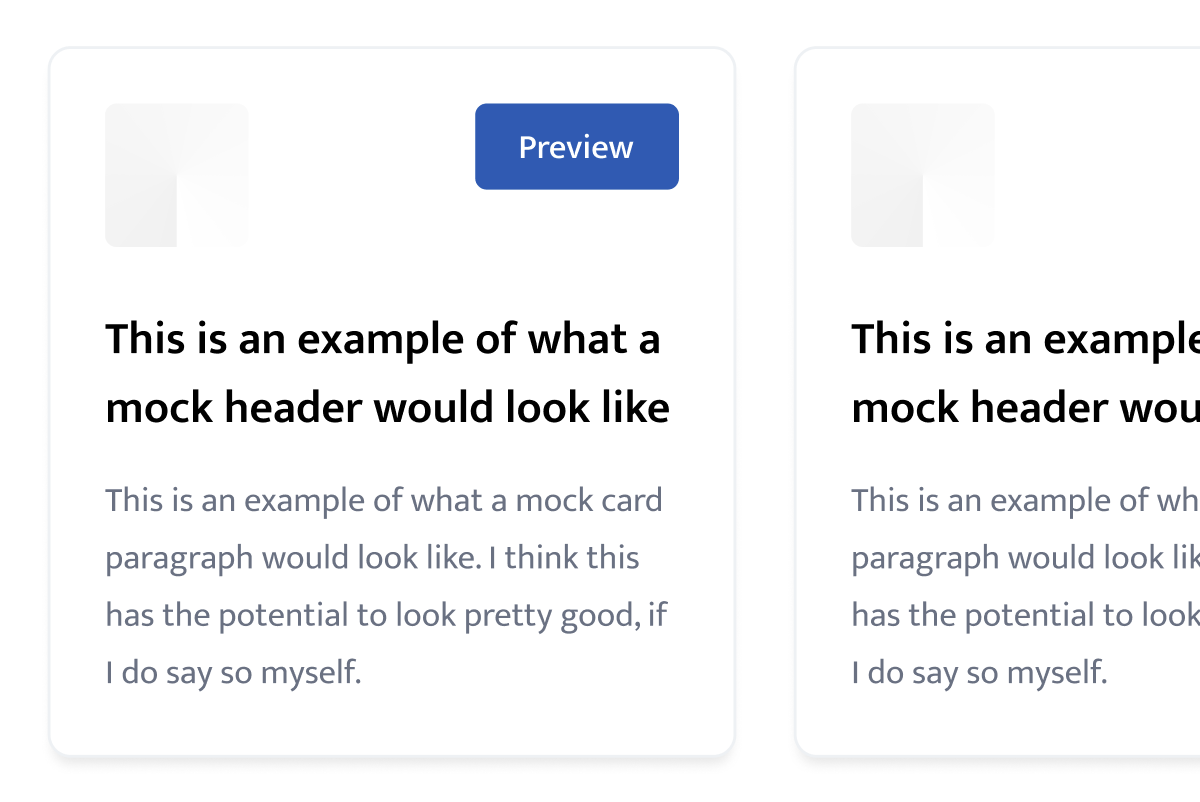 Preview
This is an example of what a
mock header would look like
This is an example of what a mock card
paragraph would look like. I think this
has the potential to look pretty good, if
I do say so myself.
This is an example
mock header
This is an example of
paragraph would look
has the potential to look
I do say so myself.